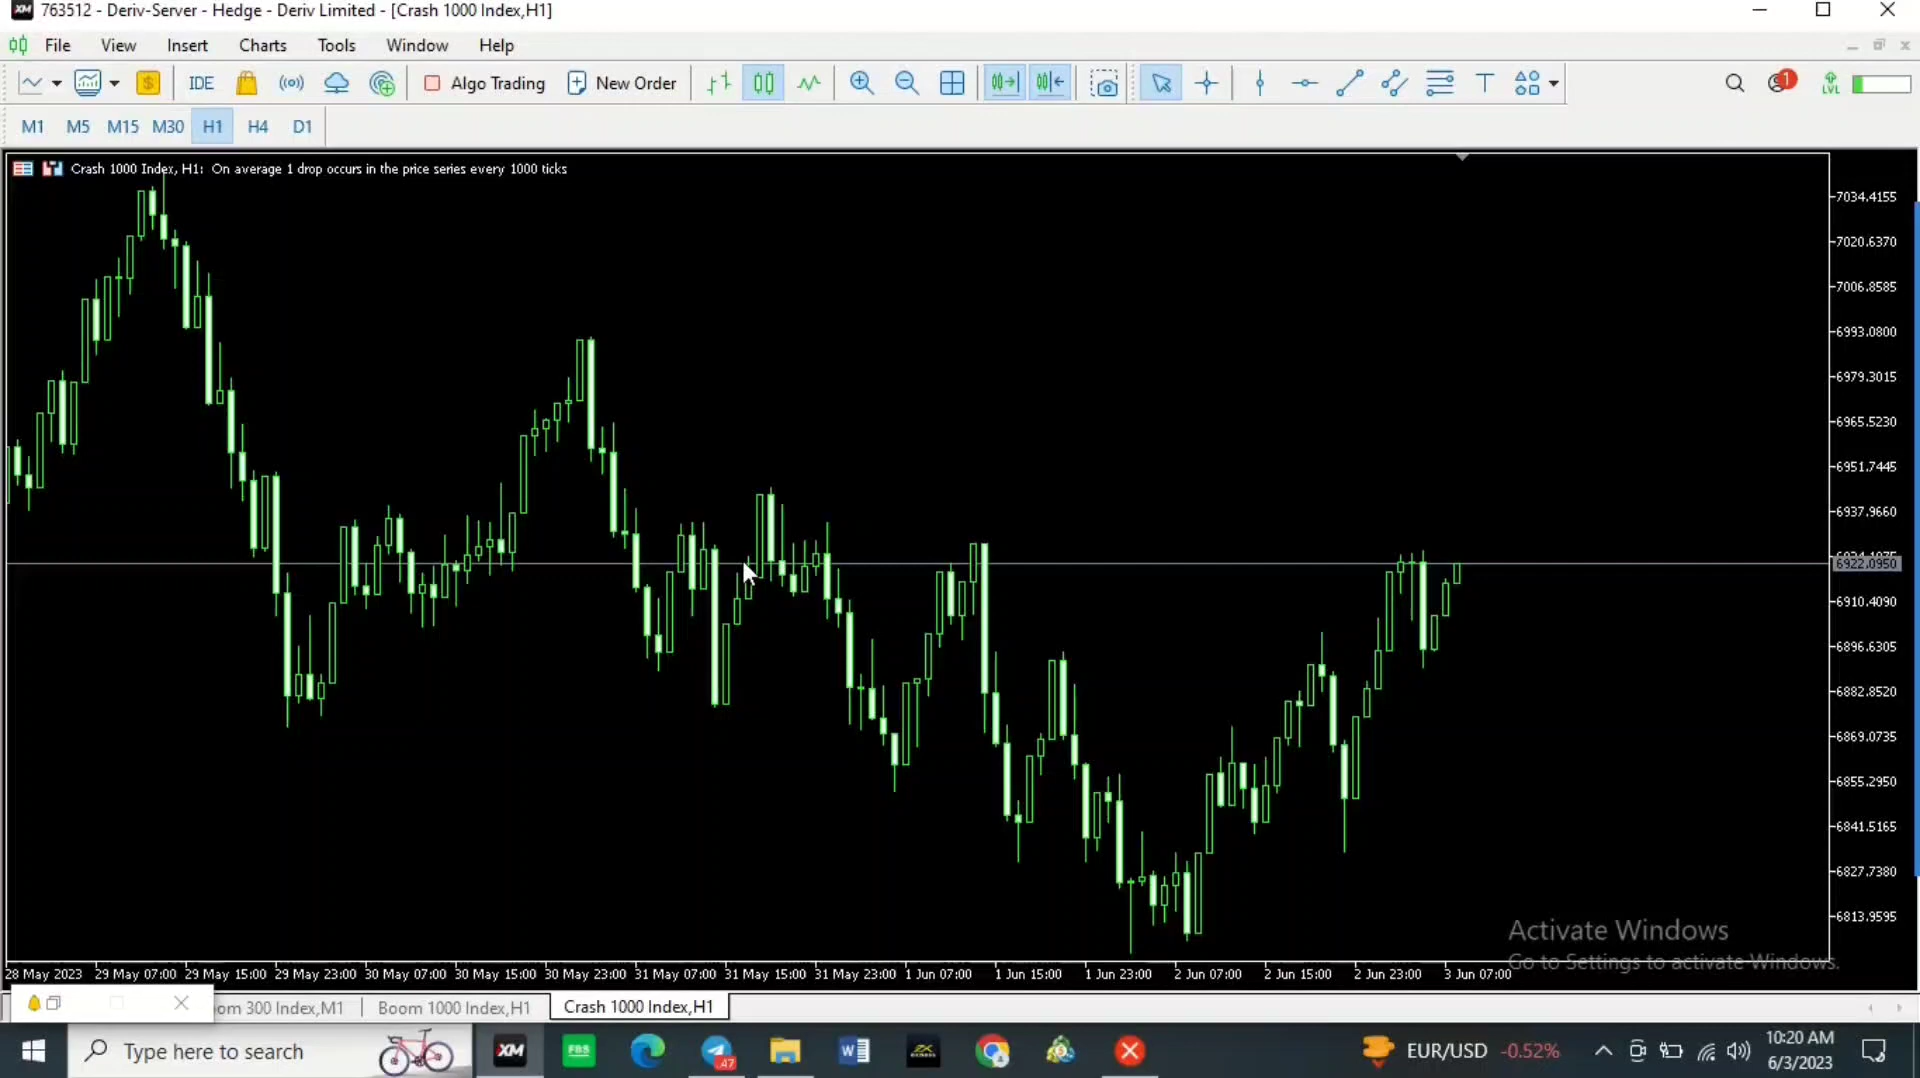 763512 - Deriv-Server - Hedge - Deriv Limited - [Crash 1000 Index,H1]
File View Insert Charts Tools Window Help
IDE Algo Trading New Order T 1 LVL
M1 M5 M15 M30 H1 H4 D1
Crash 1000 Index, H1: On average 1 drop occurs in the price series every 1000 ticks
7034.4155
7020.6370
7006.8585
6993.0800
6979.3015
6965.5230
6951.7445
6937.9660
6922.0950
6910.4090
6896.6305
6882.8520
6869.0735
6855.2950
6841.5165
6827.7380
6813.9595
Activate Windows
Go to Settings to activate Windows.
28 May 2023 29 May 07:00 29 May 15:00 29 May 23:00 30 May 07:00 30 May 15:00 30 May 23:00 31 May 07:00 31 May 15:00 31 May 23:00 1 Jun 07:00 1 Jun 15:00 1 Jun 23:00 2 Jun 07:00 2 Jun 15:00 2 Jun 23:00 3 Jun 07:00
oom 300 Index,M1 Boom 1000 Index,H1 Crash 1000 Index,H1
Type here to search XM FBS 47 W EUR/USD -0.52% 10:20 AM
6/3/2023